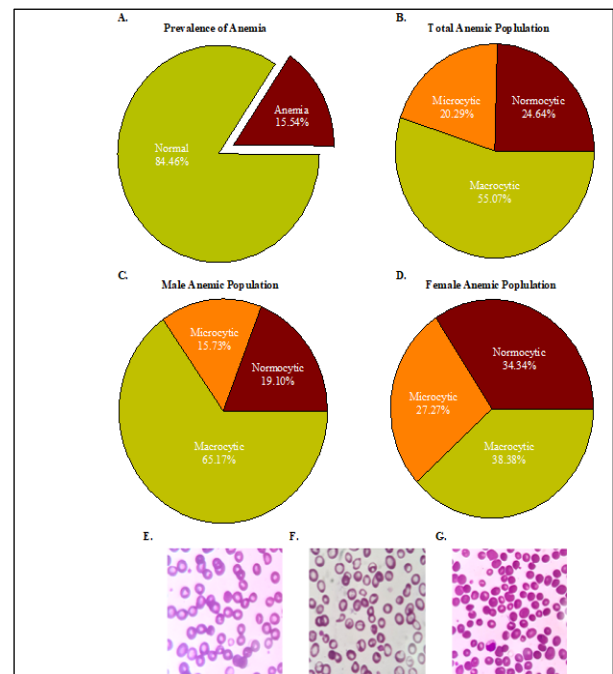 A.
Prevalence of Anemia
Anemia
15.54%
Normal
84.46%
B.
Total Anemic Poplulation
Microcytic
20.29%
Normocytic
24.64%
Macrocytic
55.07%
C.
Male Anemic Population
Microcytic
15.73%
Normocytic
19.10%
Macrocytic
65.17%
D.
Female Anemic Poplulation
Normocytic
34.34%
Microcytic
27.27%
Macrocytic
38.38%
E.
F.
G.